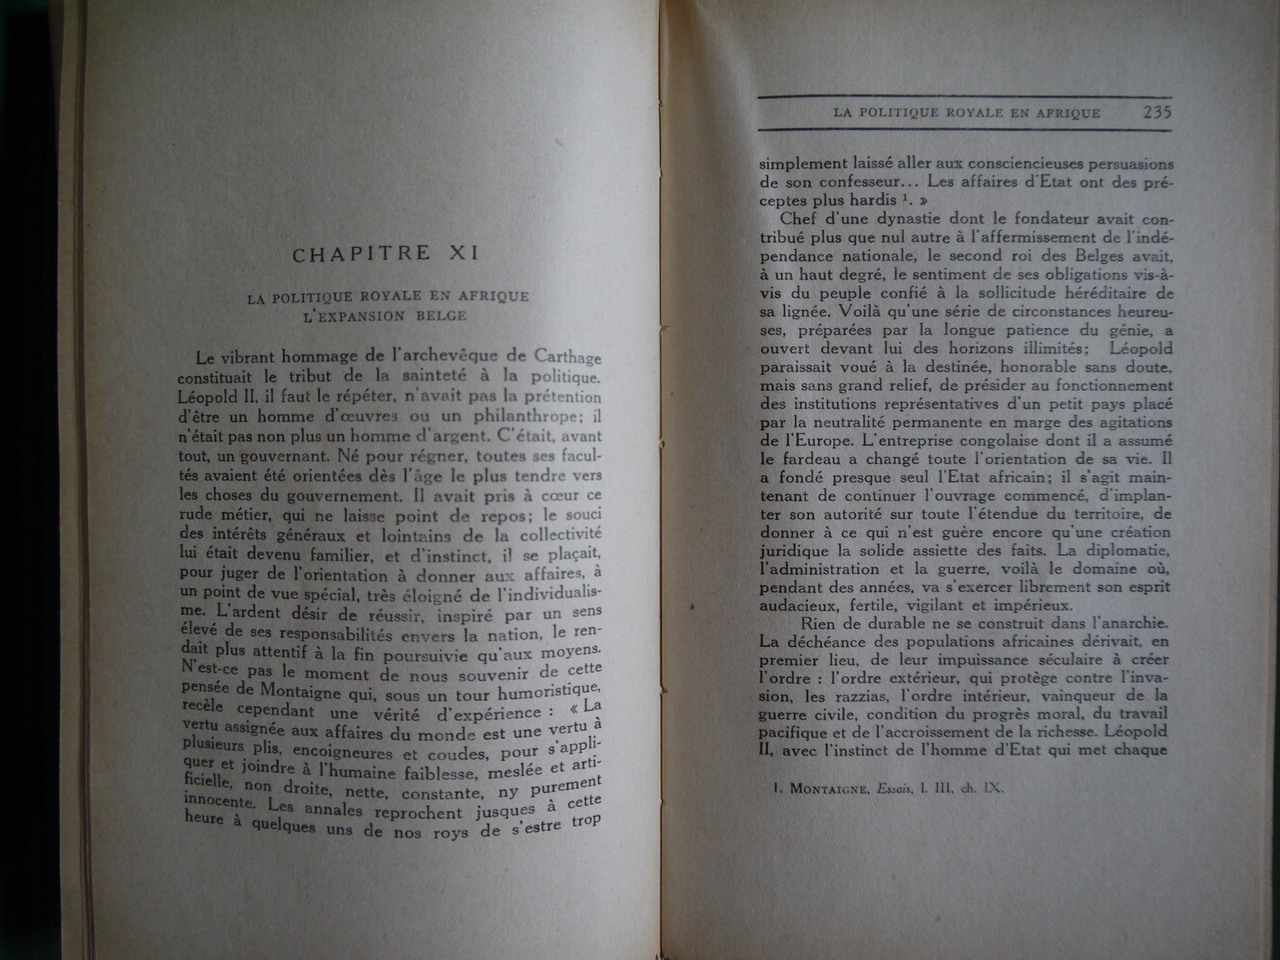 CHAPITRE XI
LA POLITIQUE ROYALE EN AFRIQUE
L'EXPANSION BELGE
Le vibrant hommage de l'archevêque de Carthage
constituait le tribut de la sainteté à la politique.
Léopold II, il faut le répéter, n'avait pas la prétention
d'être un homme d'œuvres ou un philanthrope; il
n'était pas non plus un homme d'argent. C'était, avant
tout, un gouvernant. Né pour régner, toutes ses facul-
tés avaient été orientées dès l'âge le plus tendre vers
les choses du gouvernement. Il avait pris à cœur ce
rude métier, qui ne laisse point de repos; le souci
des intérêts généraux et lointains de la collectivité
lui était devenu familier, et d'instinct, il se plaçait,
pour juger de l'orientation à donner aux affaires, à
un point de vue spécial, très éloigné de l'individualis-
me. L'ardent désir de réussir, inspiré par un sens
élevé de ses responsabilités envers la nation, le ren-
dait plus attentif à la fin poursuivie qu'aux moyens.
N'est-ce pas le moment de nous souvenir de cette
pensée de Montaigne qui, sous un tour humoristique,
recèle cependant une vérité d'expérience : « La
vertu assignée aux affaires du monde est une vertu à
plusieurs plis, encoigneures et coudes, pour s'appli-
quer et joindre à l'humaine faiblesse, meslée et arti-
ficielle, non droite, nette, constante, ny purement
innocente. Les annales reprochent jusques à cette
heure à quelques uns de nos roys de s'estre trop
LA POLITIQUE ROYALE EN AFRIQUE 235
simplement laissé aller aux consciencieuses persuasions
de son confesseur... Les affaires d'Etat ont des pré-
ceptes plus hardis ¹. »
Chef d'une dynastie dont le fondateur avait con-
tribué plus que nul autre à l'affermissement de l'indé-
pendance nationale, le second roi des Belges avait,
à un haut degré, le sentiment de ses obligations vis-à-
vis du peuple confié à la sollicitude héréditaire de
sa lignée. Voilà qu'une série de circonstances heureu-
ses, préparées par la longue patience du génie, a
ouvert devant lui des horizons illimités; Léopold
paraissait voué à la destinée, honorable sans doute,
mais sans grand relief, de présider au fonctionnement
des institutions représentatives d'un petit pays placé
par la neutralité permanente en marge des agitations
de l'Europe. L'entreprise congolaise dont il a assumé
le fardeau a changé toute l'orientation de sa vie. Il
a fondé presque seul l'Etat africain; il s'agit main-
tenant de continuer l'ouvrage commencé, d'implan-
ter son autorité sur toute l'étendue du territoire, de
donner à ce qui n'est guère encore qu'une création
juridique la solide assiette des faits. La diplomatie,
l'administration et la guerre, voilà le domaine où,
pendant des années, va s'exercer librement son esprit
audacieux, fertile, vigilant et impérieux.
Rien de durable ne se construit dans l'anarchie.
La déchéance des populations africaines dérivait, en
premier lieu, de leur impuissance séculaire à créer
l'ordre : l'ordre extérieur, qui protège contre l'inva-
sion, les razzias, l'ordre intérieur, vainqueur de la
guerre civile, condition du progrès moral, du travail
pacifique et de l'accroissement de la richesse. Léopold
II, avec l'instinct de l'homme d'Etat qui met chaque
1. MONTAIGNE, Essais, l. III, ch. IX.